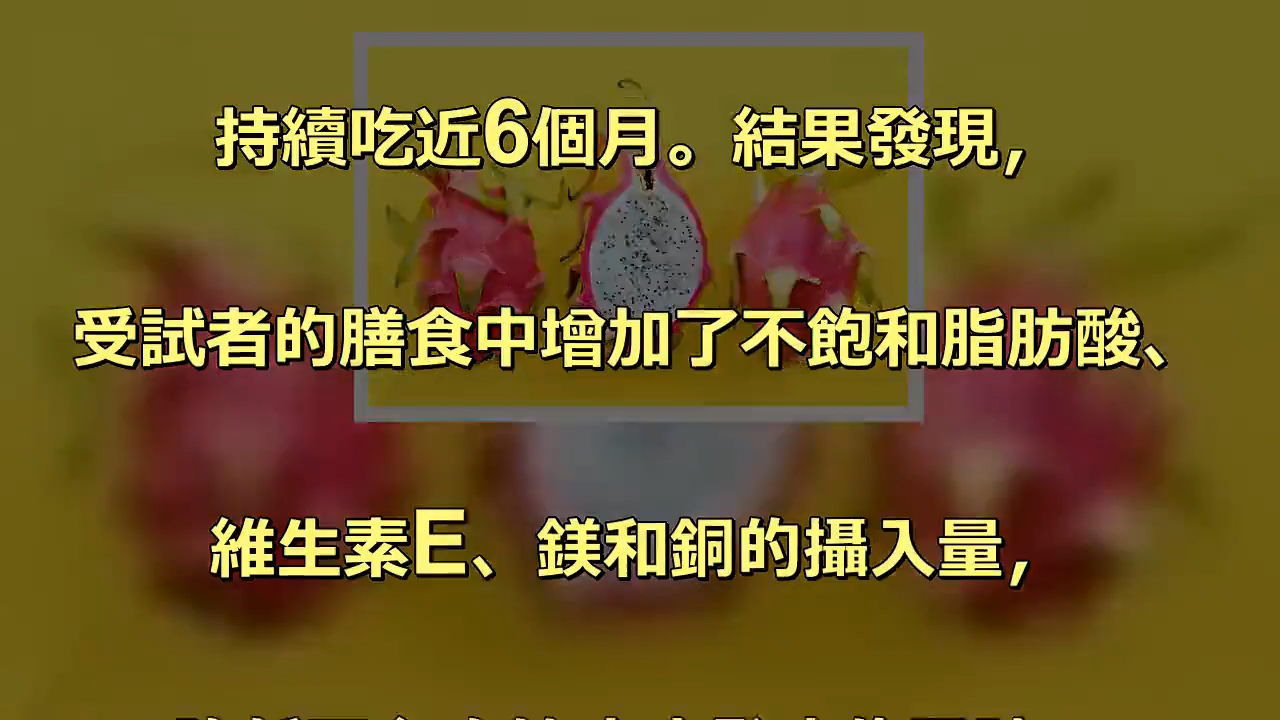 持續吃近6個月。結果發現，
受試者的膳食中增加了不飽和脂肪酸、
維生素E、鎂和銅的攝入量，